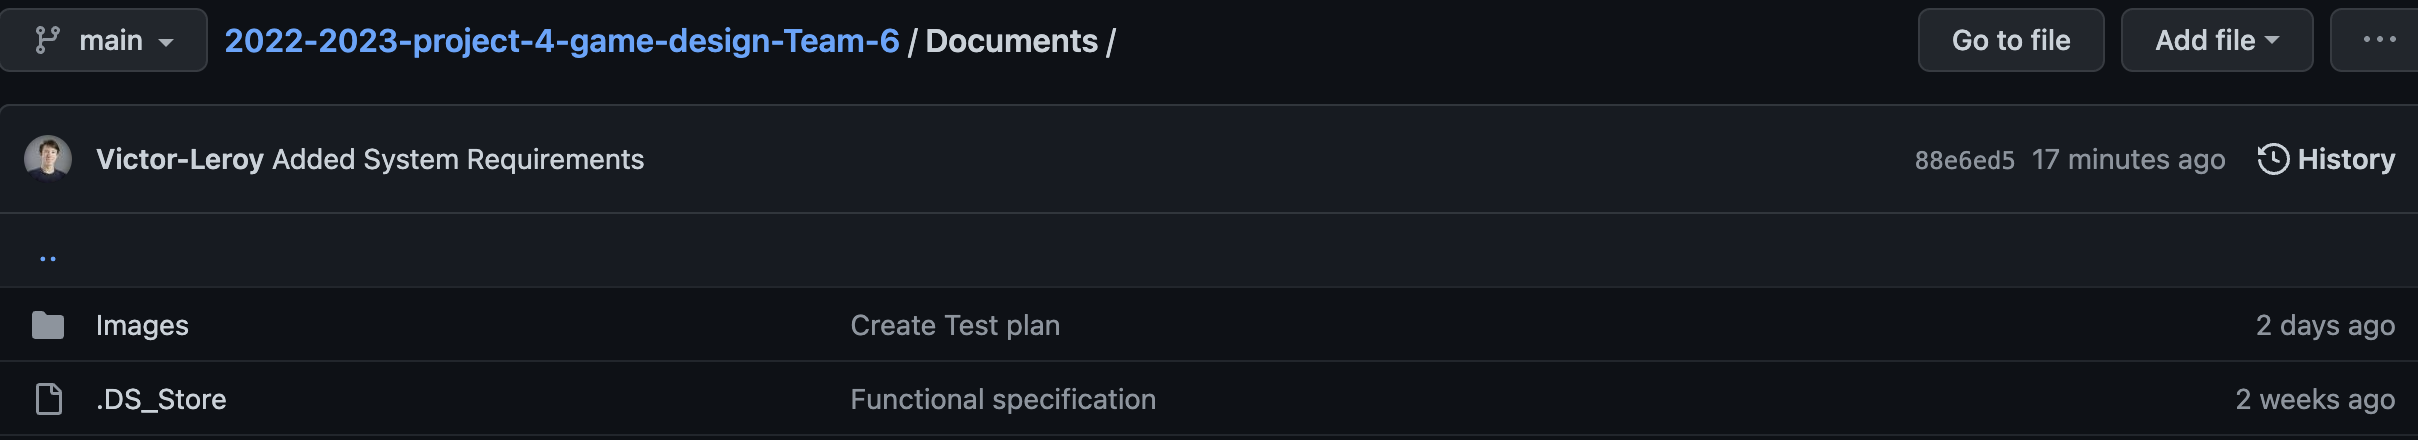 main 2022-2023-project-4-game-design-Team-6 / Documents / Go to file Add file ...
Victor-Leroy Added System Requirements 88e6ed5 17 minutes ago History
..
Images Create Test plan 2 days ago
.DS_Store Functional specification 2 weeks ago